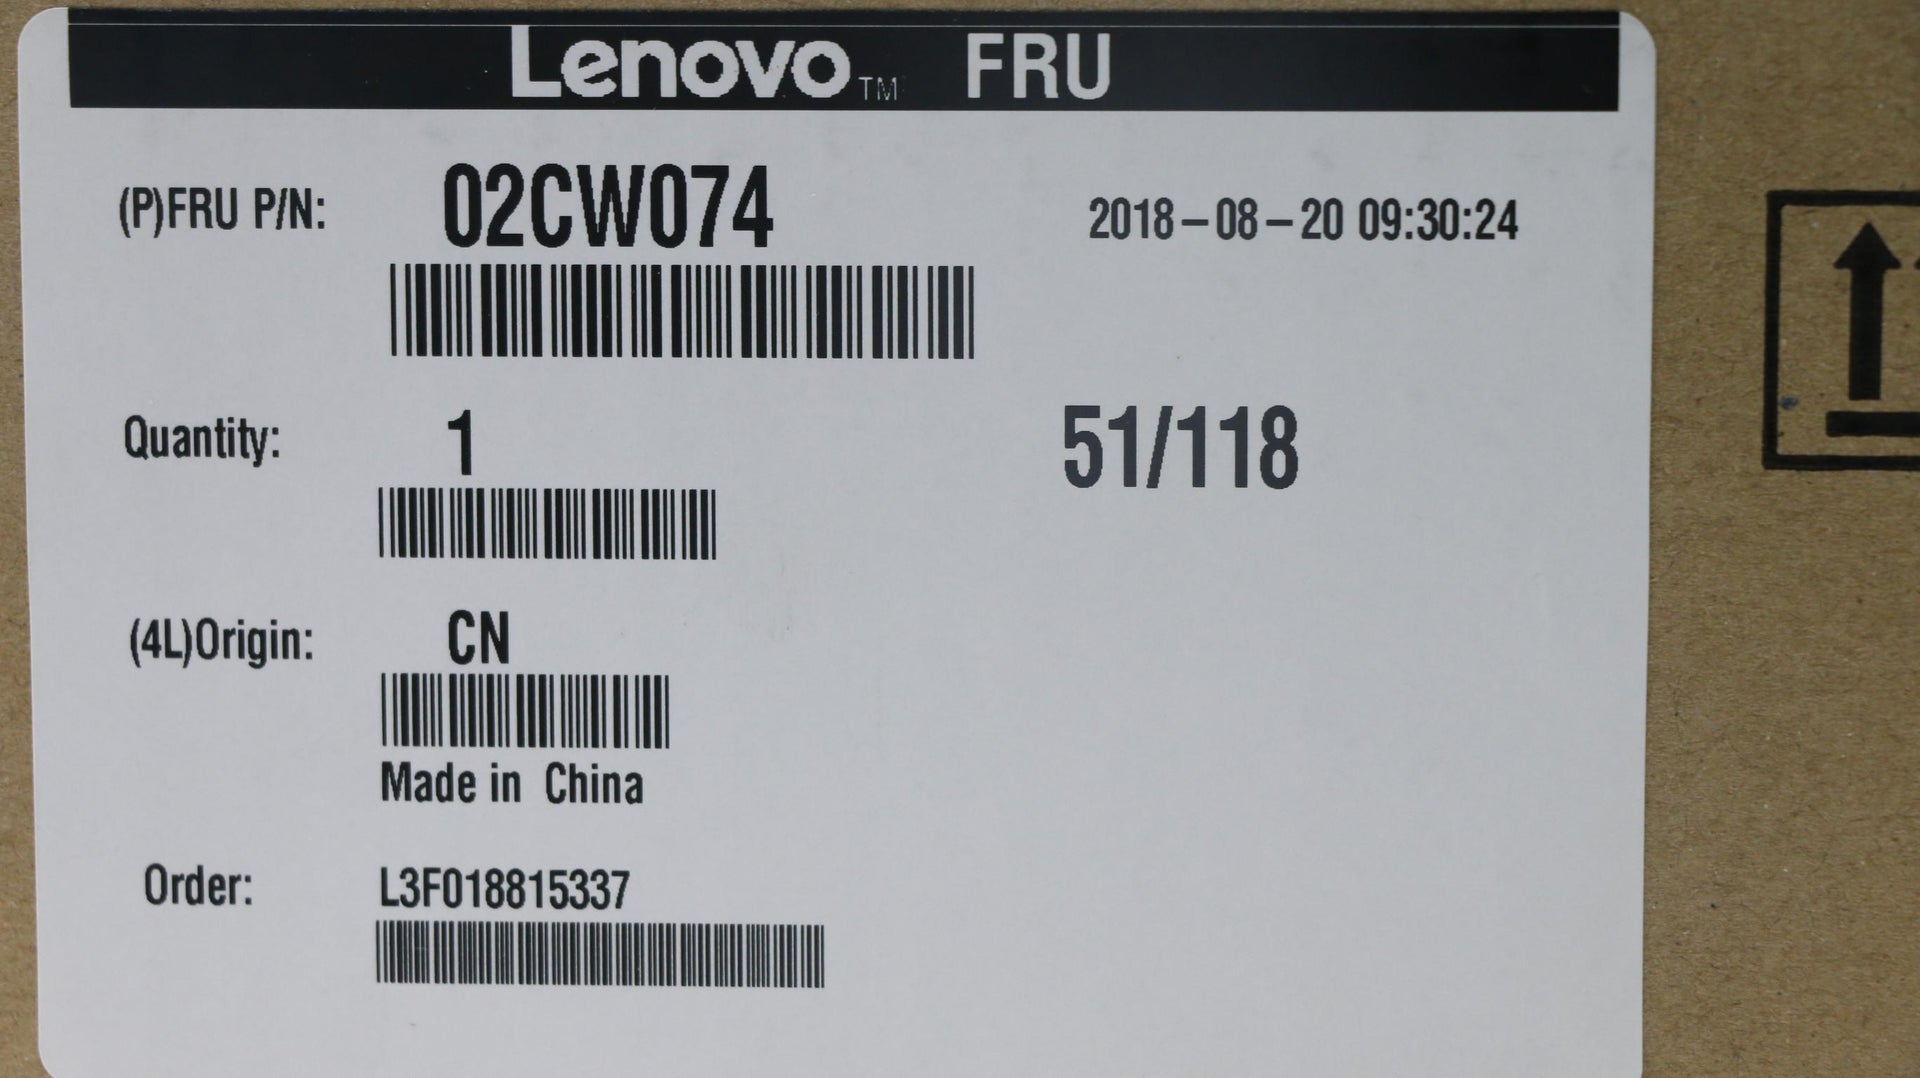 Lenovo™ FRU
(P)FRU P/N: 02CW074 2018-08-20 09:30:24
Quantity: 1 51/118
(4L)Origin: CN
Made in China
Order: L3F018815337